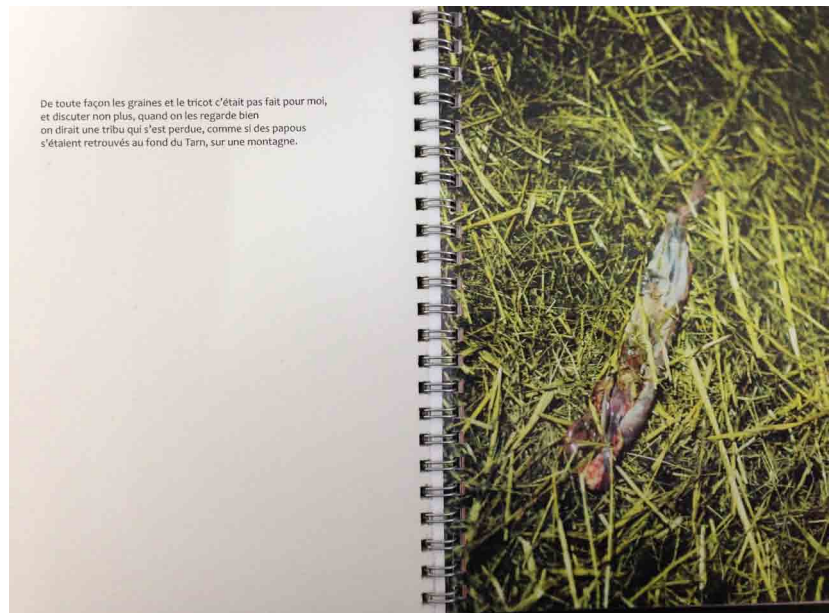 De toute façon les graines et le tricot c'était pas fait pour moi,
et discuter non plus, quand on les regarde bien
on dirait une tribu qui s'est perdue, comme si des papous
s'étaient retrouvés au fond du Tarn, sur une montagne.